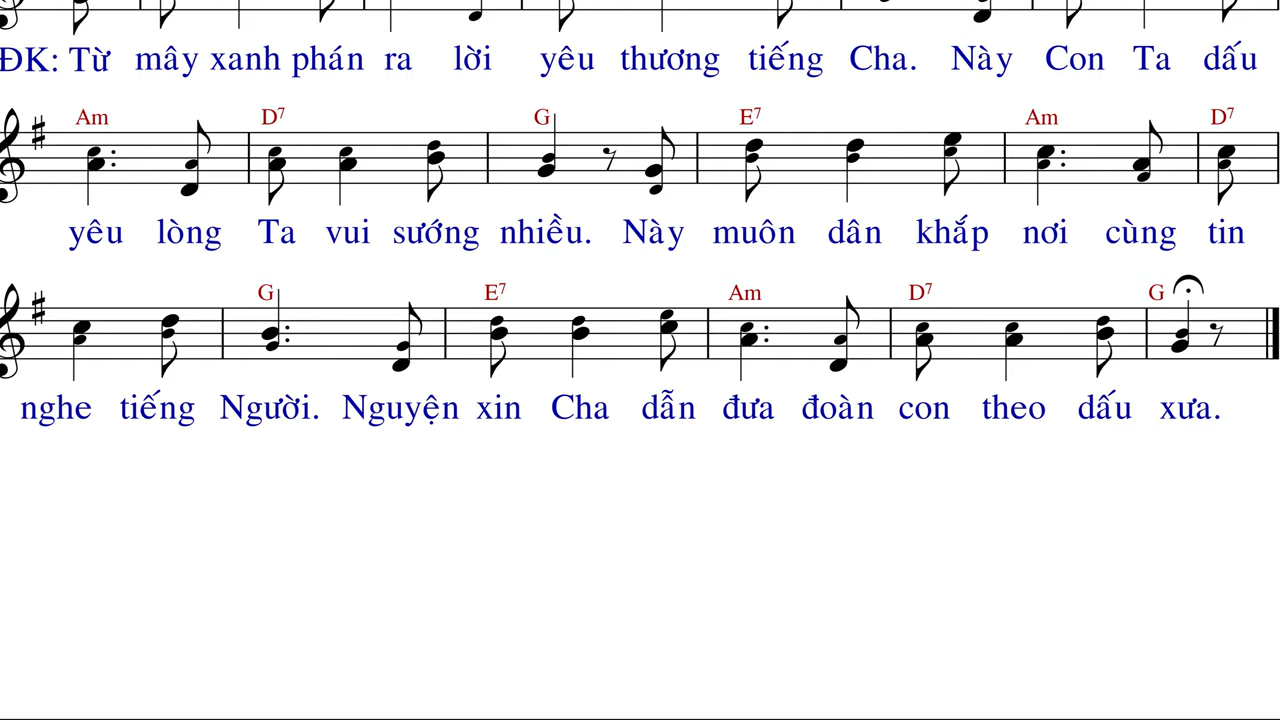 ĐK: Từ mây xanh phán ra lời yêu thương tiếng Cha. Này Con Ta dấu
Am D7 G E7 Am D7
yêu lòng Ta vui sướng nhiều. Này muôn dân khắp nơi cùng tin
G E7 Am D7 G
nghe tiếng Người. Nguyện xin Cha dẫn đưa đoàn con theo dấu xưa.